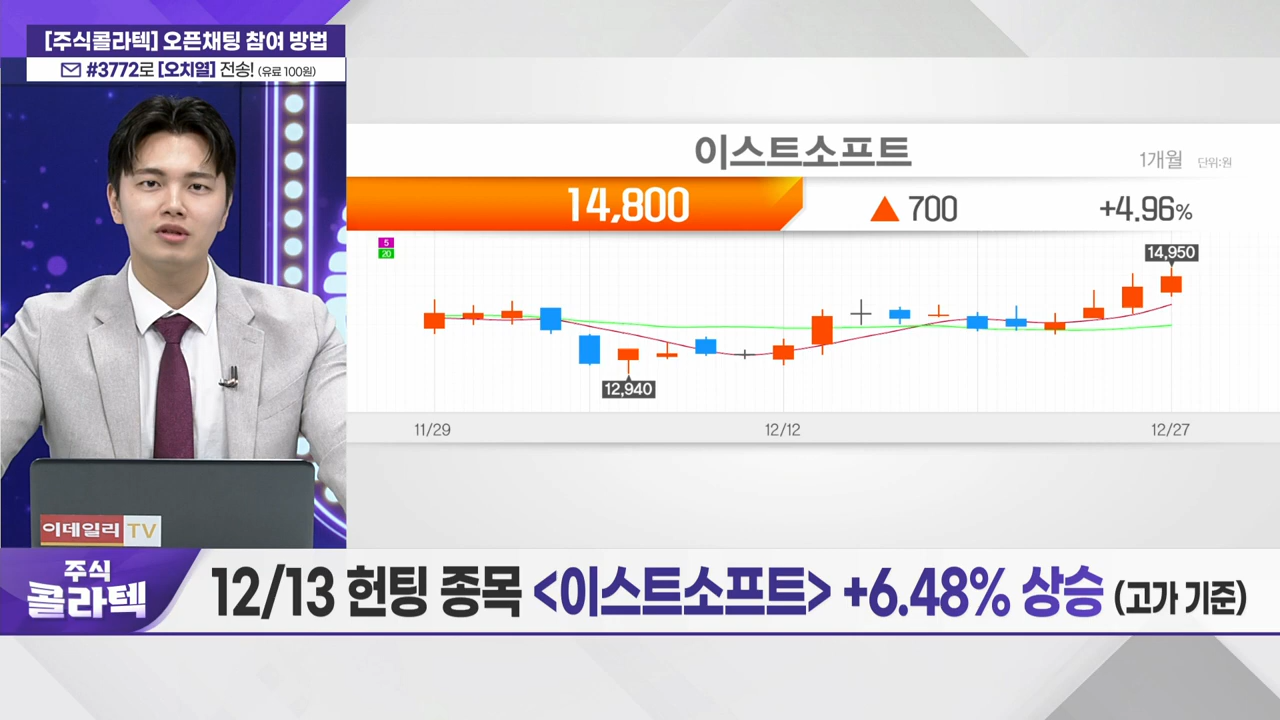 [주식콜라텍] 오픈채팅 참여 방법
#3772로 [오치열] 전송! (유료 100원)
이스트소프트
1개월 단위:원
14,800 ▲ 700 +4.96%
5
20
14,950
12,940
11/29 12/12 12/27
이데일리 TV
주식
콜라텍
12/13 헌팅 종목 <이스트소프트> +6.48% 상승 (고가 기준)